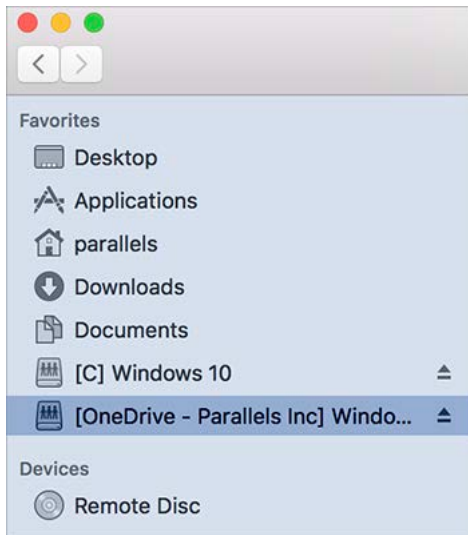 Favorites
Desktop
Applications
parallels
Downloads
Documents
[C] Windows 10
[OneDrive - Parallels Inc] Windo...
Devices
Remote Disc